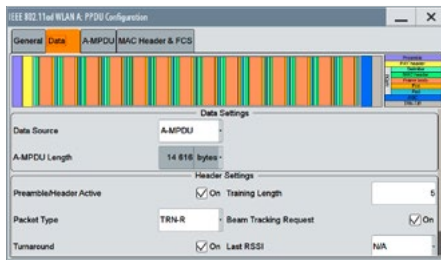 IEEE 802.11ad WLAN A: PPDU Configuration
General Data A-MPDU MAC Header & FCS
Preamble
Data Settings
Data Source A-MPDU
A-MPDU Length 14 616 bytes
Header Settings
Preamble/Header Active On Training Length 5
Packet Type TRN-R Beam Tracking Request On
Turnaround On Last RSSI N/A